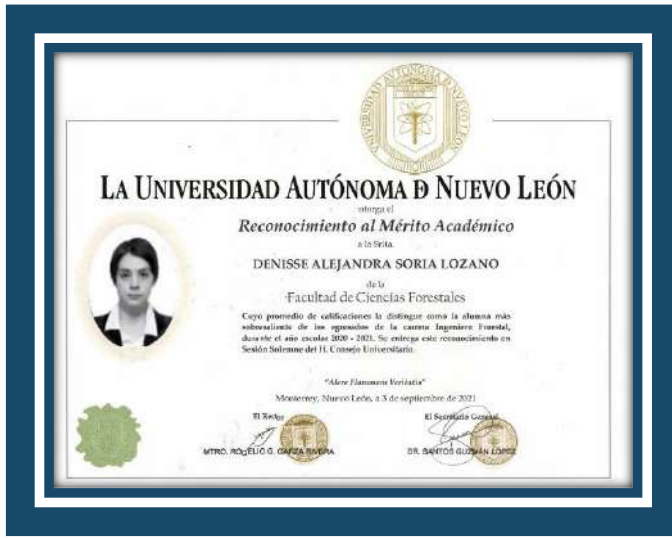 UNIVERSIDAD AUTONOMA D NUEVO LEON
LA UNIVERSIDAD AUTÓNOMA Ð NUEVO LEÓN
otorga el
Reconocimiento al Mérito Académico
a la Srita.
DENISSE ALEJANDRA SORIA LOZANO
de la
Facultad de Ciencias Forestales
Cuyo promedio de calificaciones la distingue como la alumna más
sobresaliente de los egresados de la carrera Ingeniero Forestal,
durante el año escolar 2020 - 2021. Se entrega este reconocimiento en
Sesión Solemne del H. Consejo Universitario.
"Alere Flammam Veritatis"
Monterrey, Nuevo León, a 3 de septiembre de 2021
El Rector
El Secretario General
MTRO. ROGELIO G. GARZA RIVERA
DR. SANTOS GUZMÁN LÓPEZ